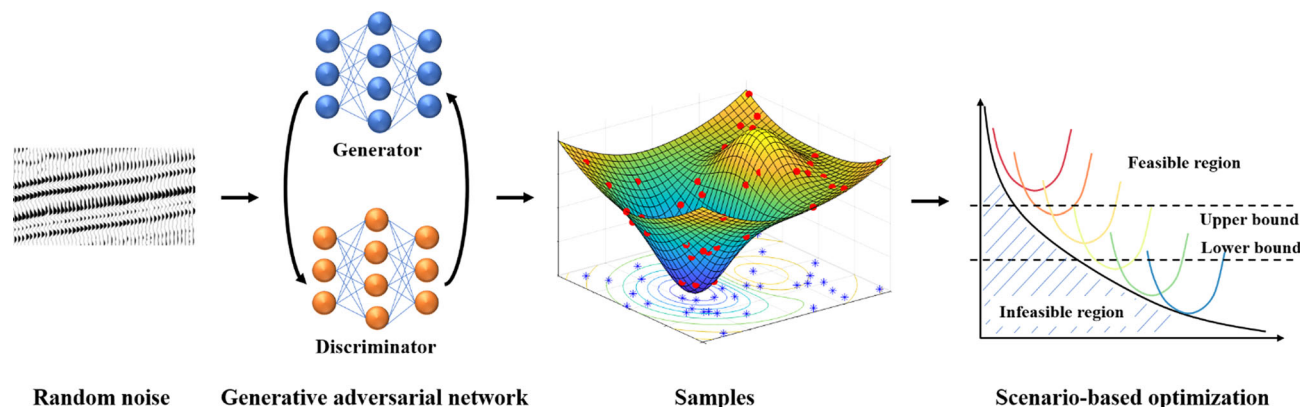 Generator
Discriminator
Feasible region
Upper bound
Lower bound
Infeasible region
Random noise
Generative adversarial network
Samples
Scenario-based optimization